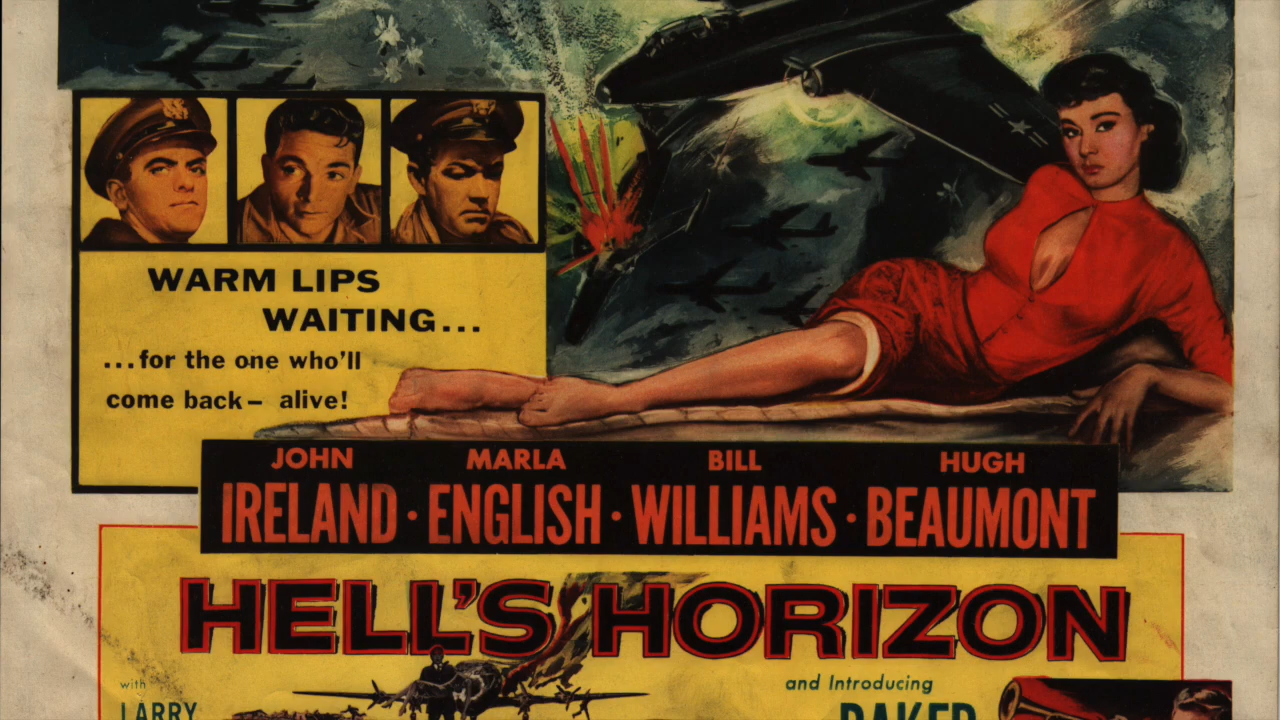 WARM LIPS
WAITING...
...for the one who'll
come back – alive!
JOHN IRELAND · MARLA ENGLISH · BILL WILLIAMS · HUGH BEAUMONT
HELL'S HORIZON
with
LARRY
and Introducing
BAKER